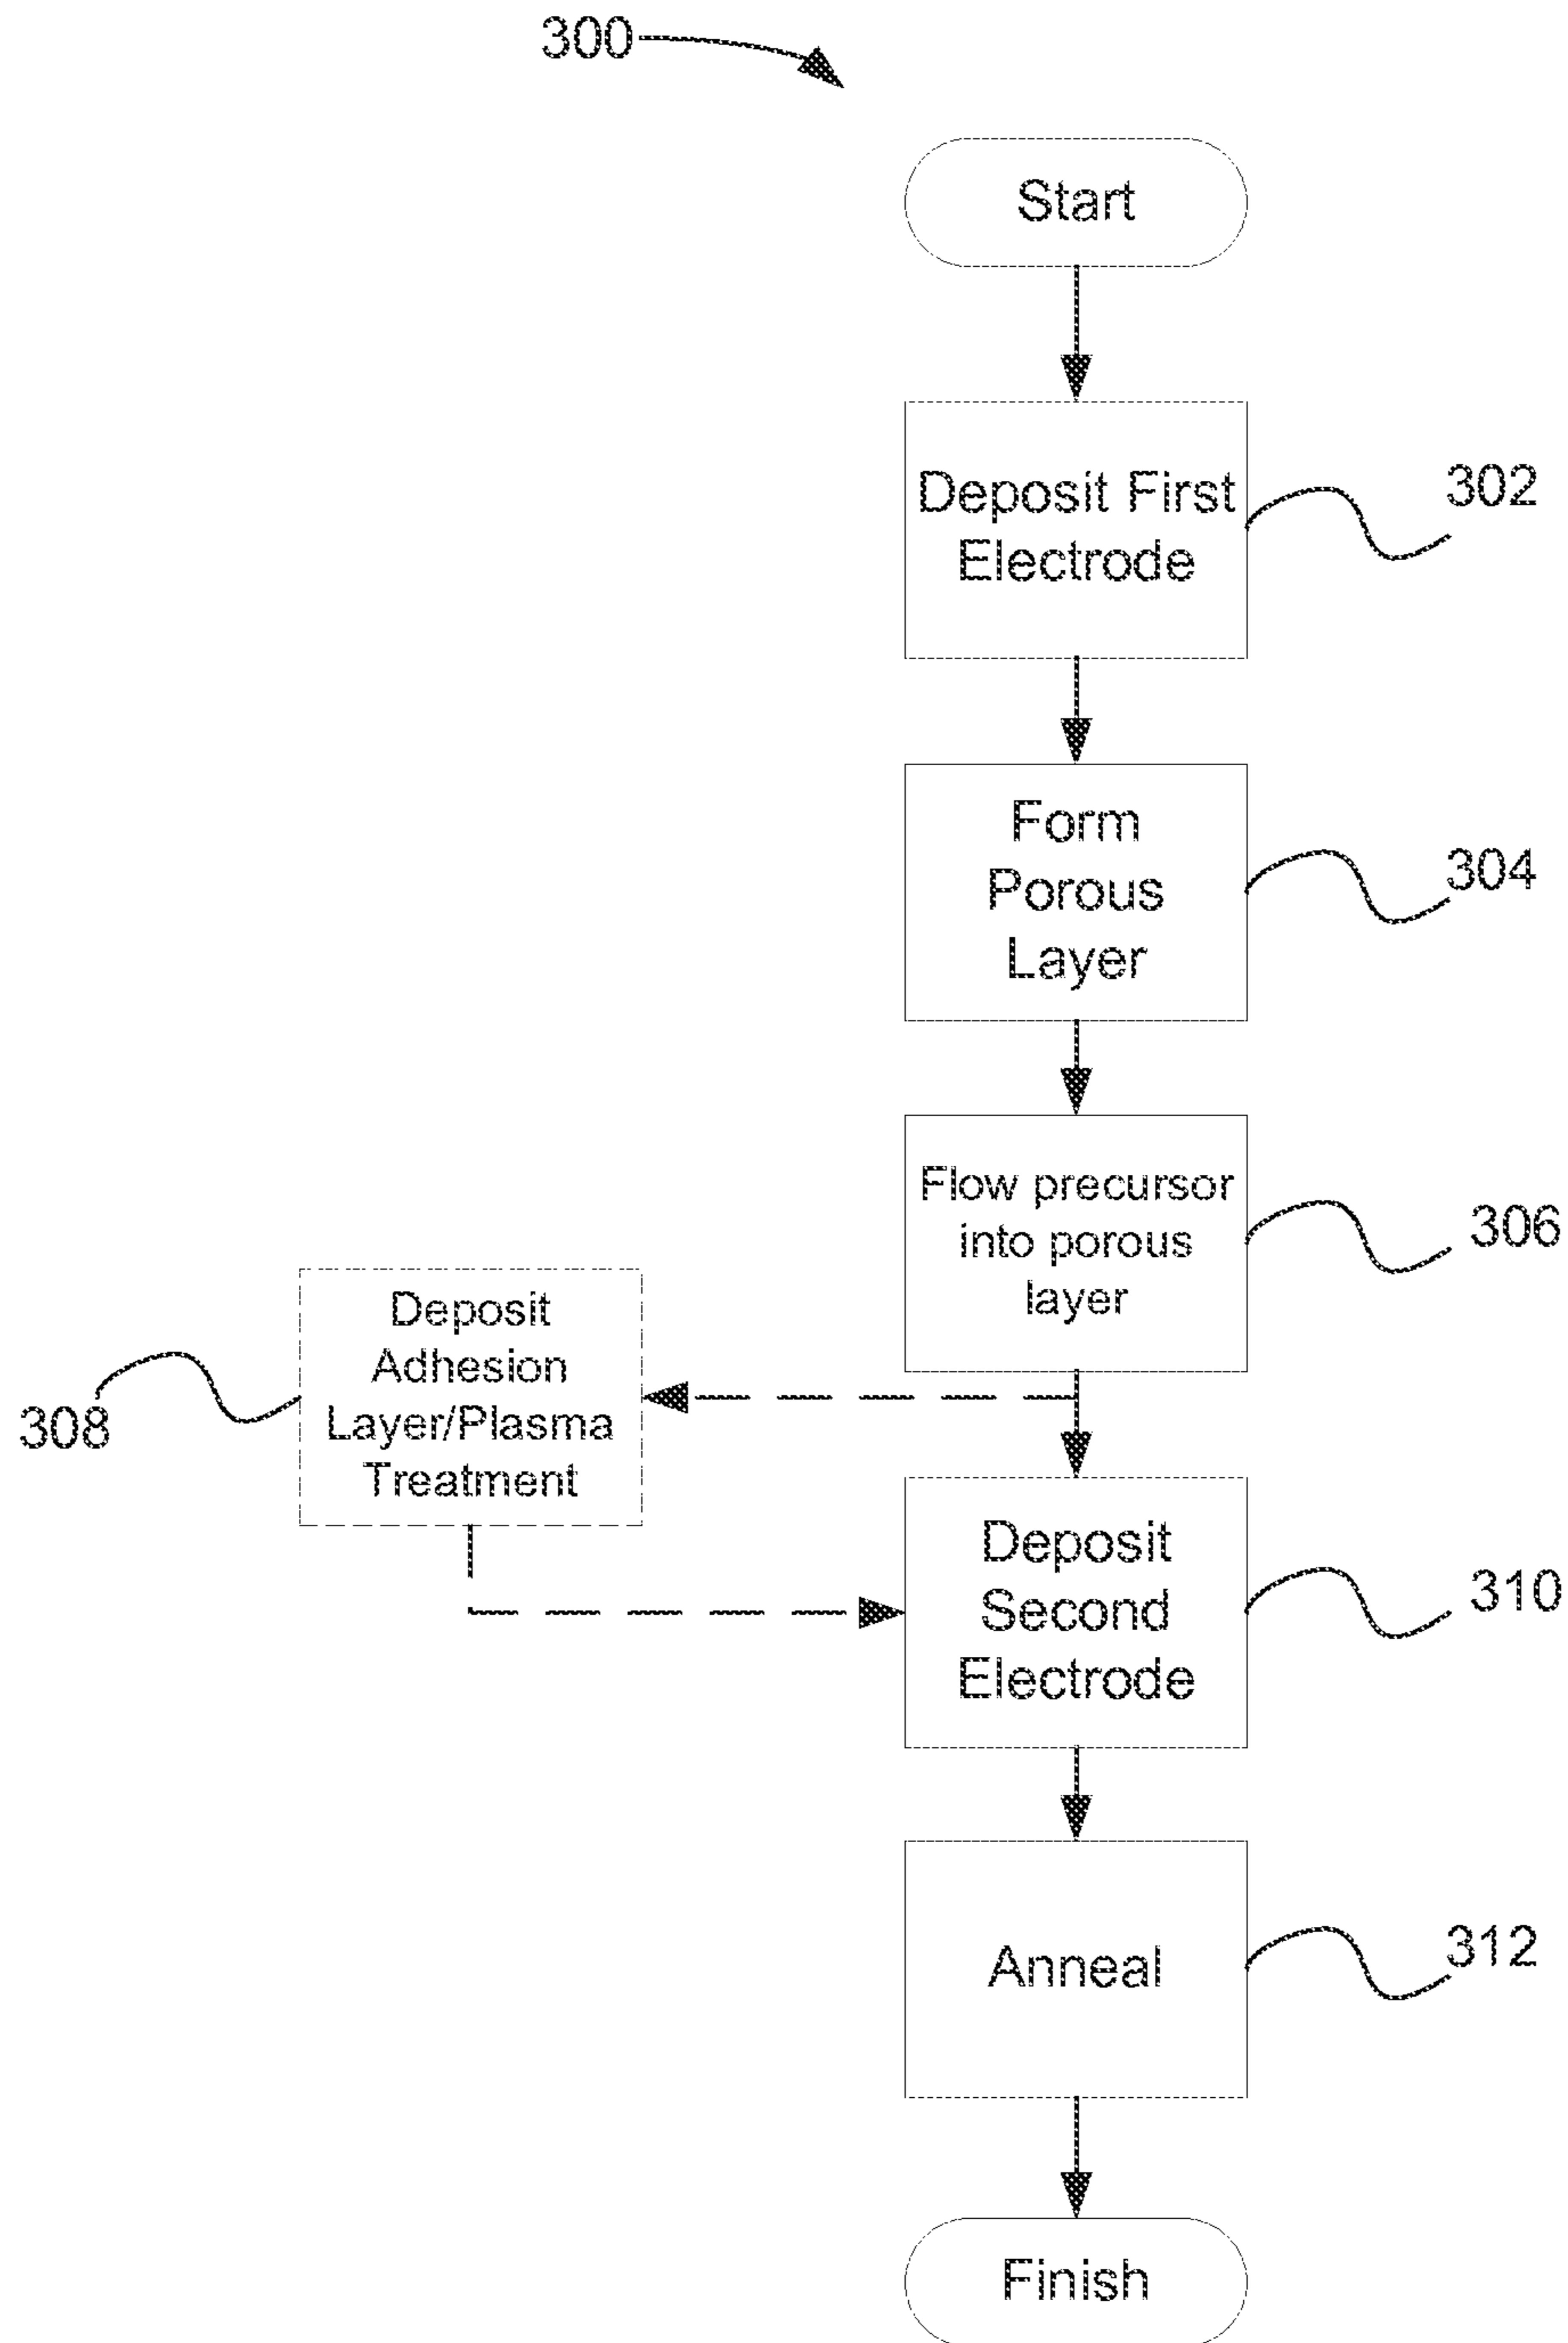 300
Start
Deposit First
Electrode
302
Form
Porous
Layer
304
Flow precursor
into porous
layer
306
Deposit
Adhesion
Layer/Plasma
Treatment
308
Deposit
Second
Electrode
310
Anneal
312
Finish